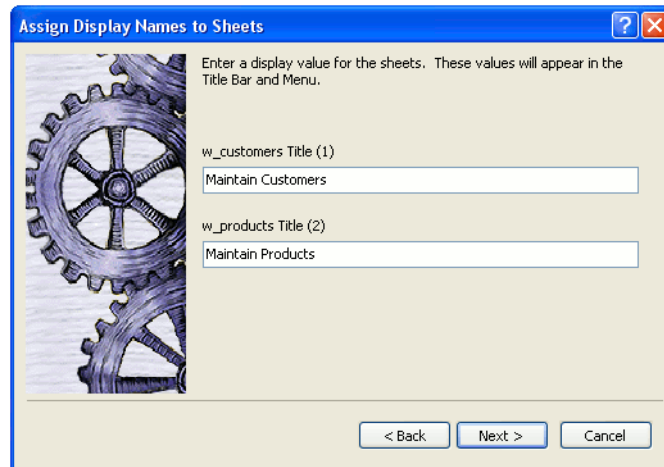 Assign Display Names to Sheets
Enter a display value for the sheets. These values will appear in the
Title Bar and Menu.
w_customers Title (1)
Maintain Customers
w_products Title (2)
Maintain Products
< Back
Next >
Cancel